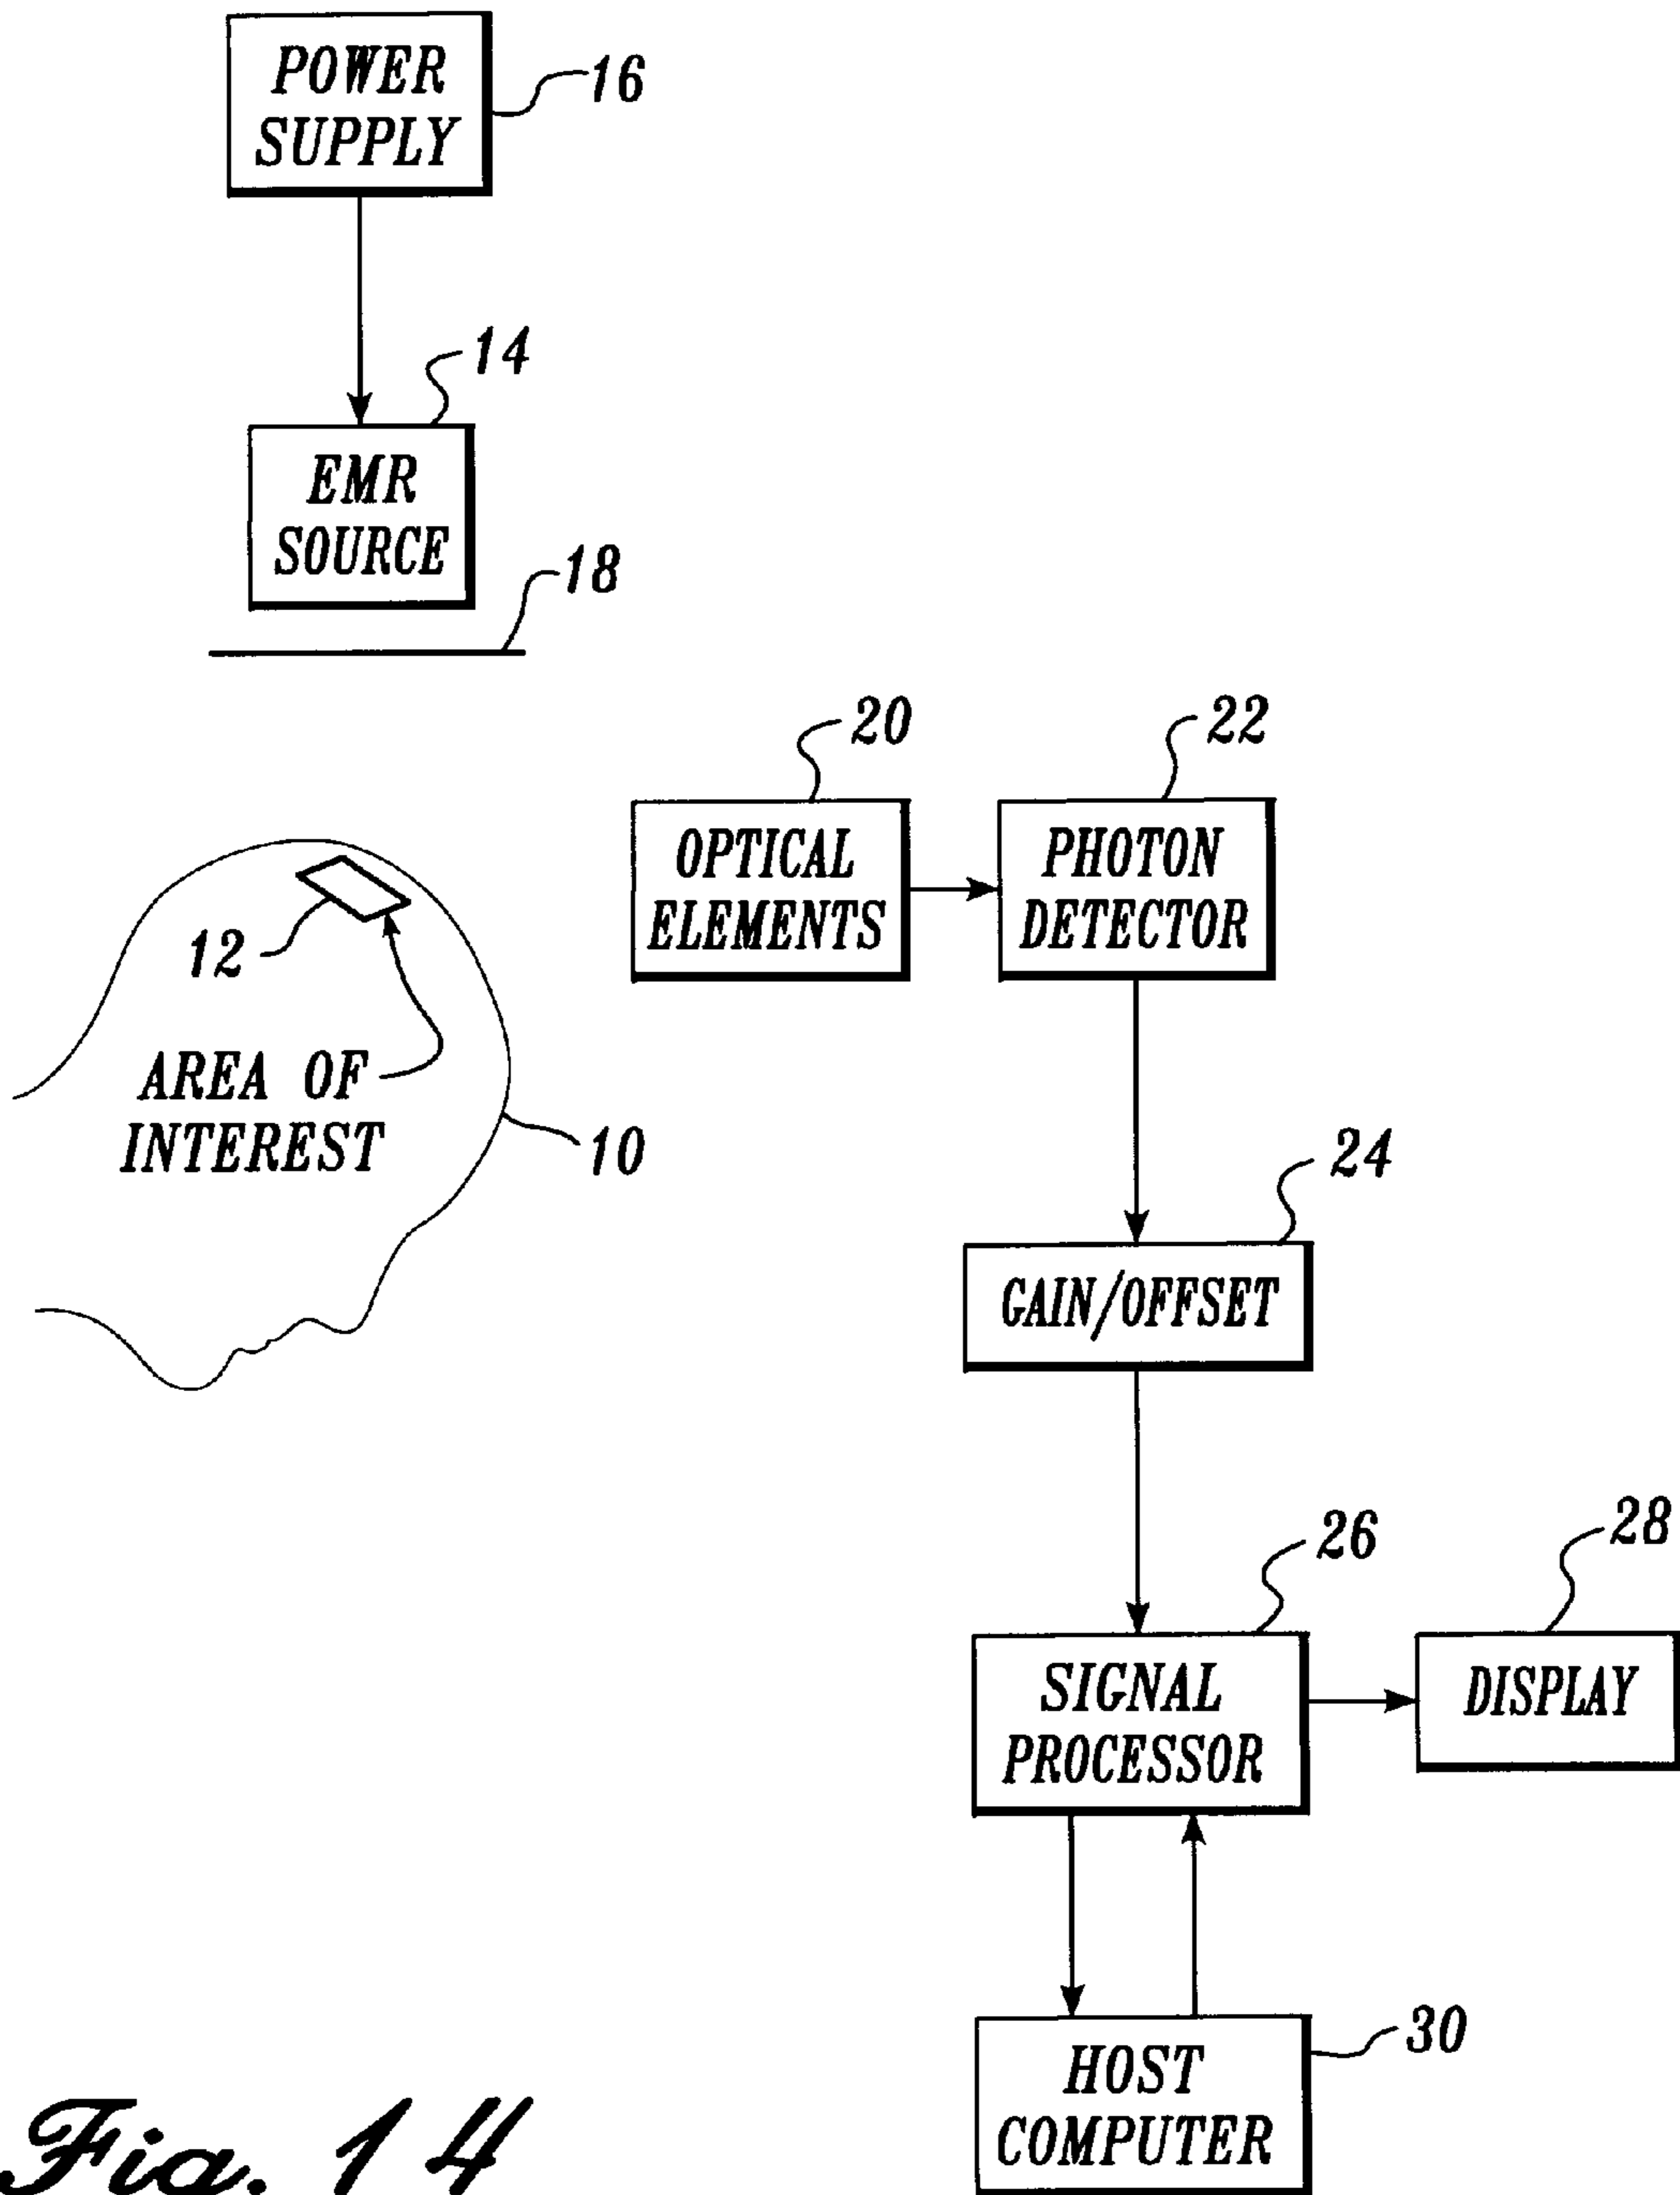 POWER
SUPPLY
16
14
EMR
SOURCE
18
20
22
OPTICAL
ELEMENTS
PHOTON
DETECTOR
12
AREA OF
INTEREST
10
24
GAIN/OFFSET
26
28
SIGNAL
PROCESSOR
DISPLAY
30
HOST
COMPUTER
Fig. 14